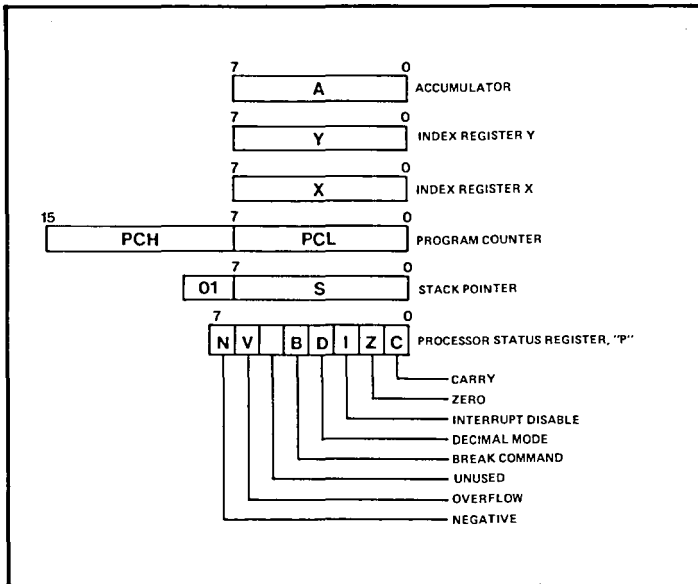 7 0
A ACCUMULATOR
7 0
Y INDEX REGISTER Y
7 0
X INDEX REGISTER X
15 7 0
PCH PCL PROGRAM COUNTER
7 0
01 S STACK POINTER
7 0
N V B D I Z C PROCESSOR STATUS REGISTER, "P"
CARRY
ZERO
INTERRUPT DISABLE
DECIMAL MODE
BREAK COMMAND
UNUSED
OVERFLOW
NEGATIVE